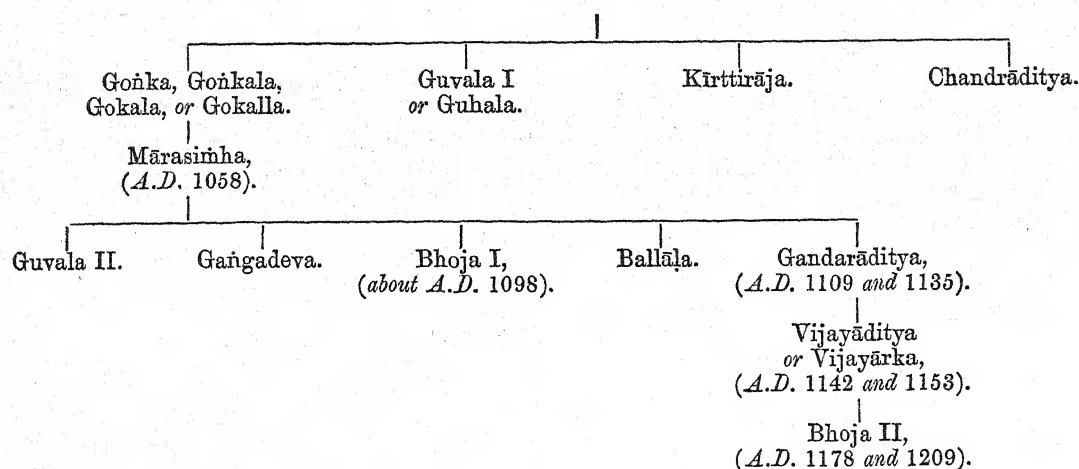 Goṅka, Goṅkala,
Gokala, or Gokalla.
Guvala I
or Guhala.
Kīrttirāja.
Chandrāditya.
Mārasiṁha,
(A.D. 1058).
Guvala II.
Gaṅgadeva.
Bhoja I,
(about A.D. 1098).
Ballāḷa.
Gandarāditya,
(A.D. 1109 and 1135).
Vijayāditya
or Vijayārka,
(A.D. 1142 and 1153).
Bhoja II,
(A.D. 1178 and 1209).